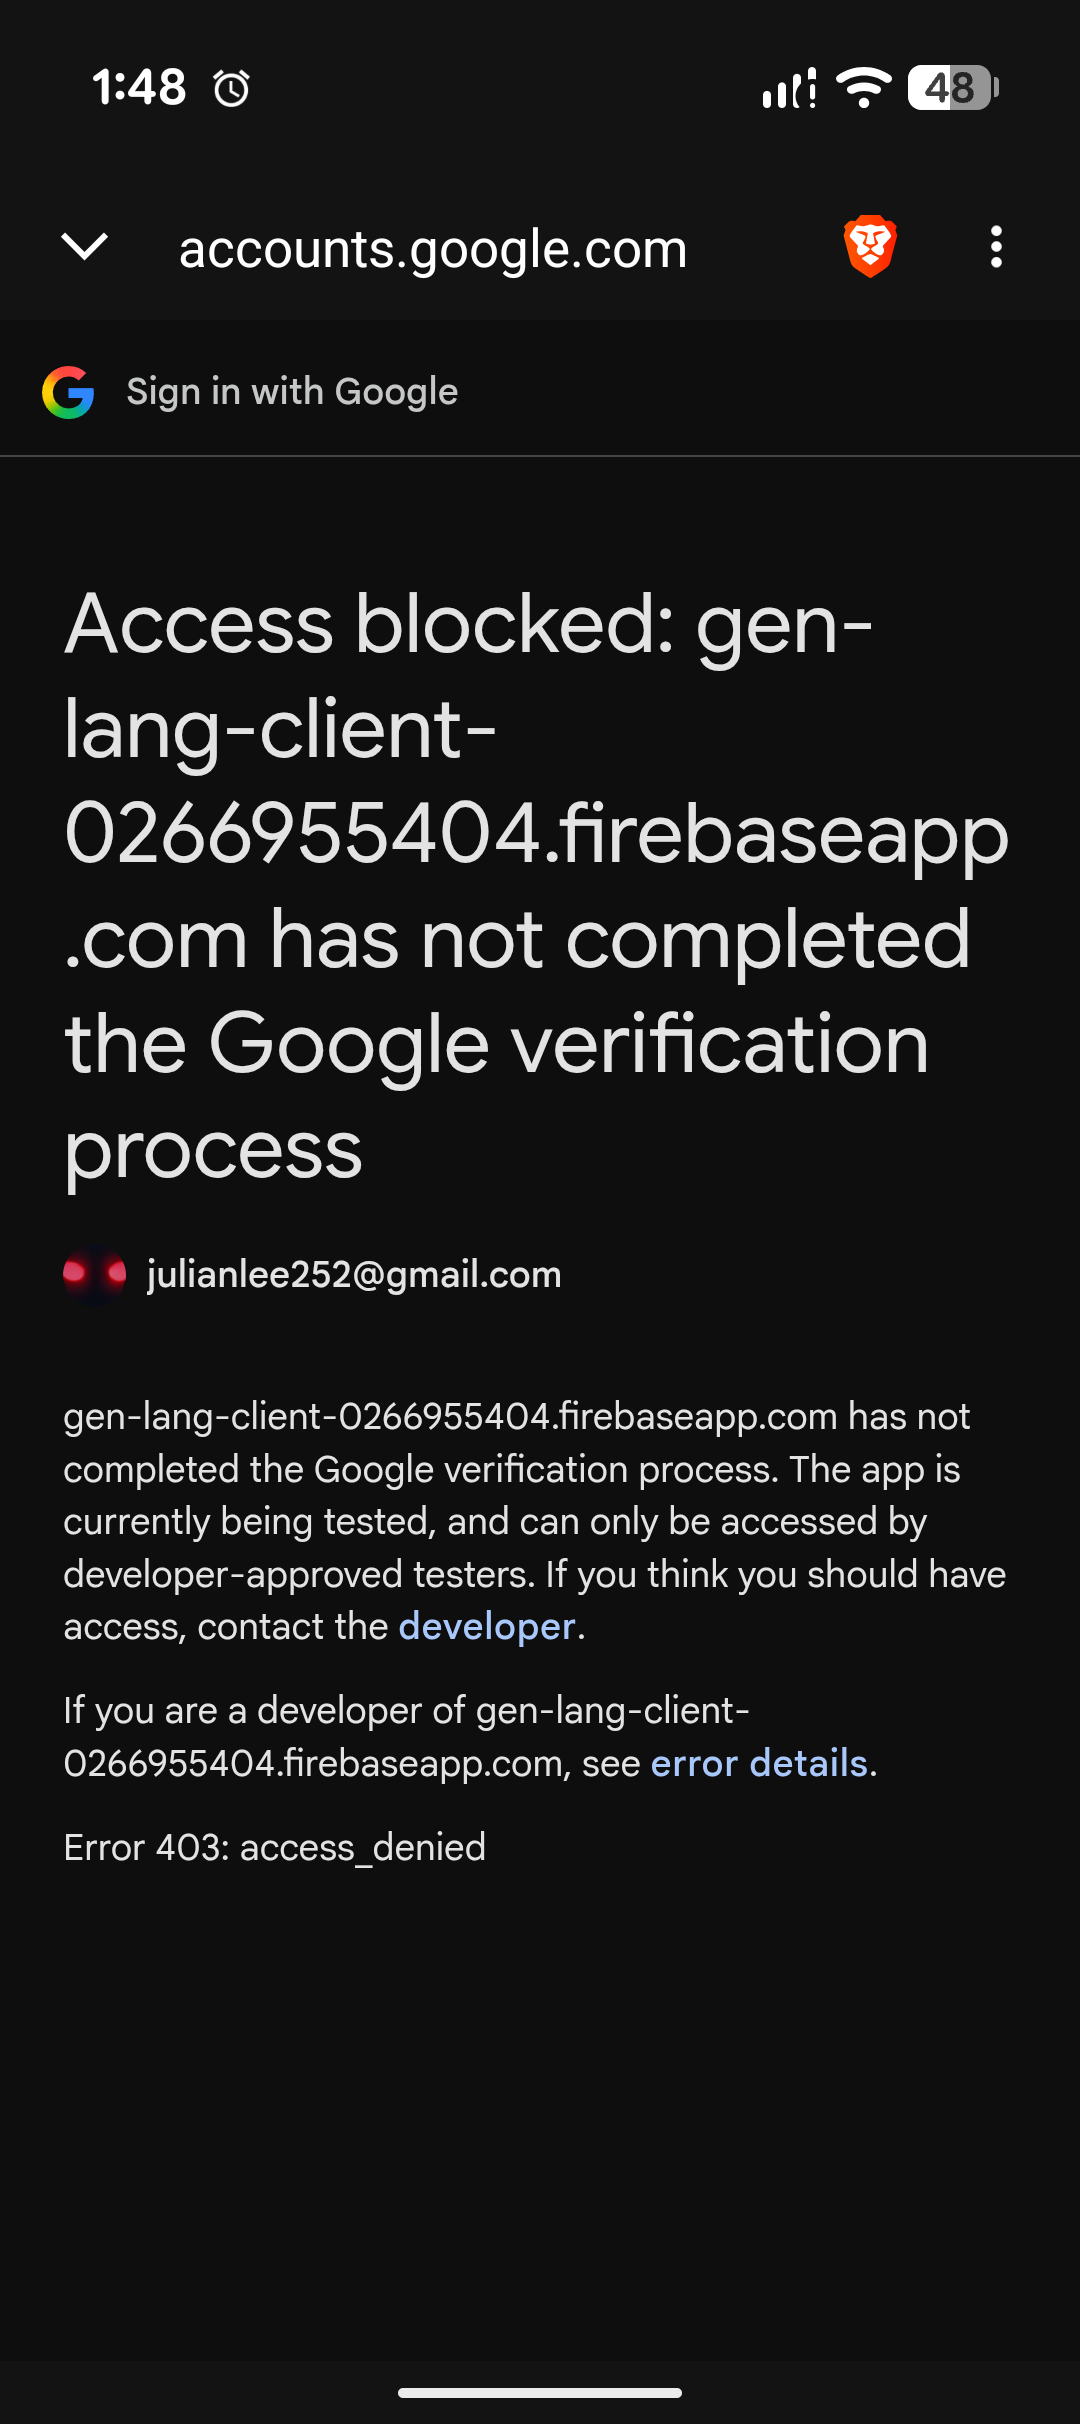 1:48
48
accounts.google.com
Sign in with Google
Access blocked: gen-
lang-client-
0266955404.firebaseapp
.com has not completed
the Google verification
process
julianlee252@gmail.com
gen-lang-client-0266955404.firebaseapp.com has not
completed the Google verification process. The app is
currently being tested, and can only be accessed by
developer-approved testers. If you think you should have
access, contact the developer.
If you are a developer of gen-lang-client-
0266955404.firebaseapp.com, see error details.
Error 403: access_denied